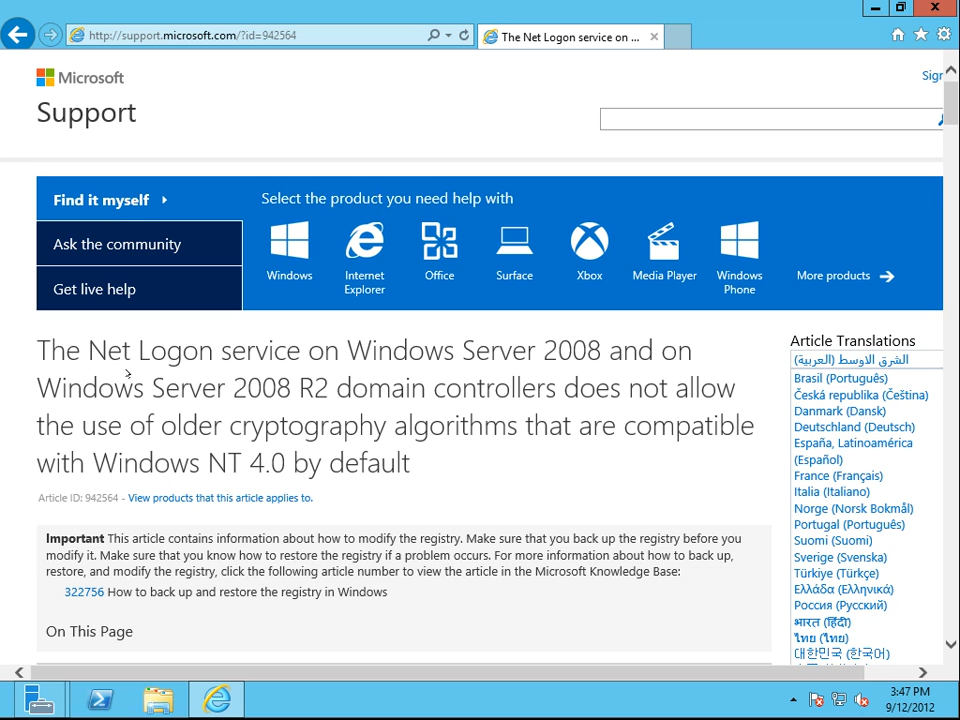 http://support.microsoft.com/?id=942564
The Net Logon service on ...
Microsoft
Sign
Support
Find it myself
Select the product you need help with
Ask the community
Get live help
Windows
Internet Explorer
Office
Surface
Xbox
Media Player
Windows Phone
More products
The Net Logon service on Windows Server 2008 and on
Windows Server 2008 R2 domain controllers does not allow
the use of older cryptography algorithms that are compatible
with Windows NT 4.0 by default
Article ID: 942564 - View products that this article applies to.
Important This article contains information about how to modify the registry. Make sure that you back up the registry before you
modify it. Make sure that you know how to restore the registry if a problem occurs. For more information about how to back up,
restore, and modify the registry, click the following article number to view the article in the Microsoft Knowledge Base:
322756 How to back up and restore the registry in Windows
On This Page
Article Translations
الشرق الاوسط (العربية)
Brasil (Português)
Česká republika (Čeština)
Danmark (Dansk)
Deutschland (Deutsch)
España, Latinoamérica
(Español)
France (Français)
Italia (Italiano)
Norge (Norsk Bokmål)
Portugal (Português)
Suomi (Suomi)
Sverige (Svenska)
Türkiye (Türkçe)
Ελλάδα (Ελληνικά)
Россия (Русский)
भारत (हिंदी)
ไทย (ไทย)
대한민국 (한국어)
3:47 PM
9/12/2012